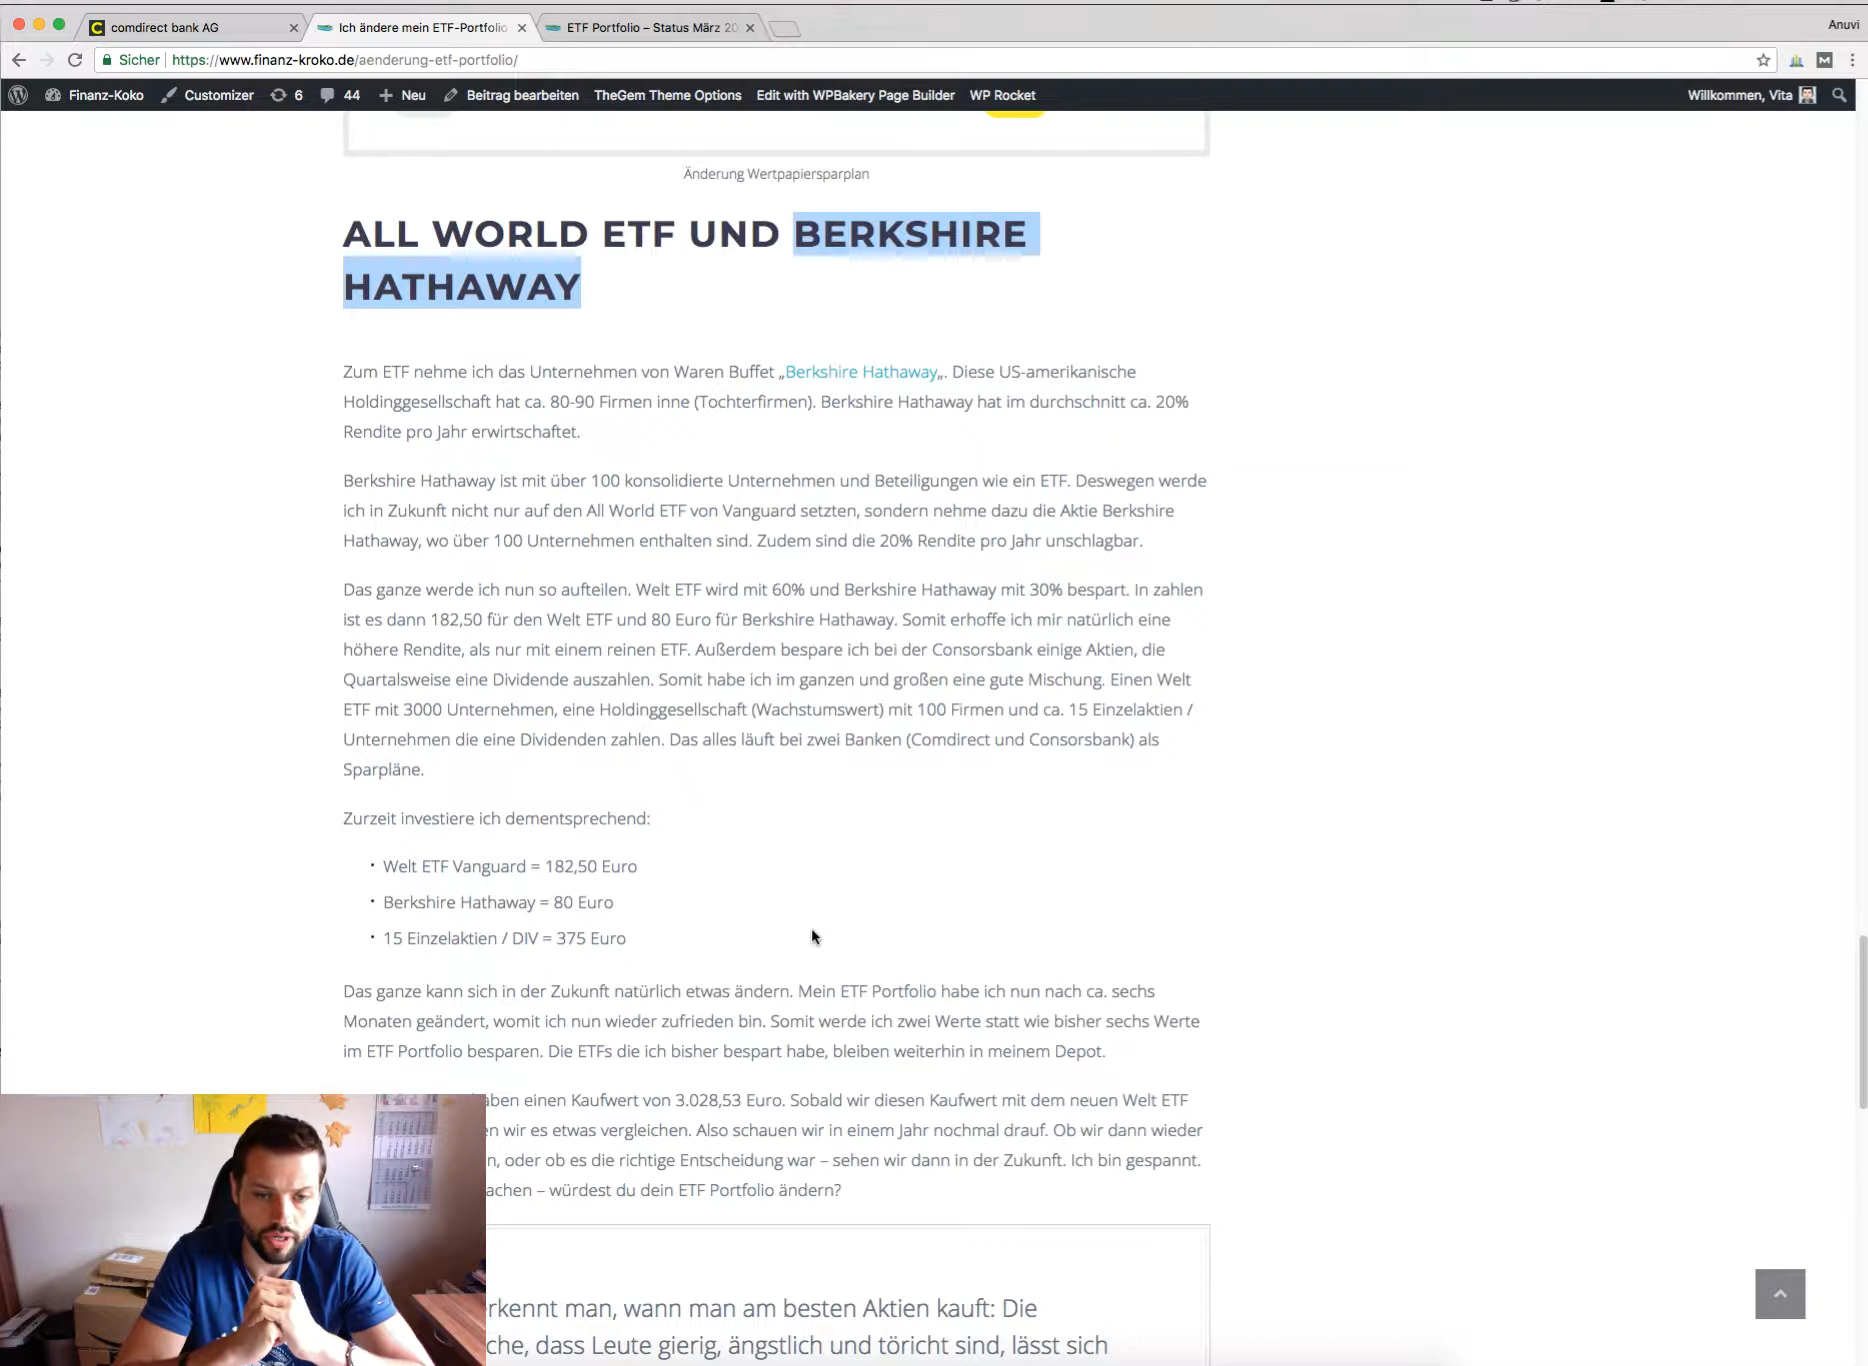 comdirect bank AG
Ich ändere mein ETF-Portfolio
ETF Portfolio – Status März 20
Anuvi
Sicher
https://www.finanz-kroko.de/aenderung-etf-portfolio/
Finanz-Koko
Customizer
6
44
Neu
Beitrag bearbeiten
TheGem Theme Options
Edit with WPBakery Page Builder
WP Rocket
Willkommen, Vita
Änderung Wertpapiersparplan
ALL WORLD ETF UND BERKSHIRE
HATHAWAY
Zum ETF nehme ich das Unternehmen von Waren Buffet „Berkshire Hathaway„. Diese US-amerikanische
Holdinggesellschaft hat ca. 80-90 Firmen inne (Tochterfirmen). Berkshire Hathaway hat im durchschnitt ca. 20%
Rendite pro Jahr erwirtschaftet.
Berkshire Hathaway ist mit über 100 konsolidierte Unternehmen und Beteiligungen wie ein ETF. Deswegen werde
ich in Zukunft nicht nur auf den All World ETF von Vanguard setzten, sondern nehme dazu die Aktie Berkshire
Hathaway, wo über 100 Unternehmen enthalten sind. Zudem sind die 20% Rendite pro Jahr unschlagbar.
Das ganze werde ich nun so aufteilen. Welt ETF wird mit 60% und Berkshire Hathaway mit 30% bespart. In zahlen
ist es dann 182,50 für den Welt ETF und 80 Euro für Berkshire Hathaway. Somit erhoffe ich mir natürlich eine
höhere Rendite, als nur mit einem reinen ETF. Außerdem bespare ich bei der Consorsbank einige Aktien, die
Quartalsweise eine Dividende auszahlen. Somit habe ich im ganzen und großen eine gute Mischung. Einen Welt
ETF mit 3000 Unternehmen, eine Holdinggesellschaft (Wachstumswert) mit 100 Firmen und ca. 15 Einzelaktien /
Unternehmen die eine Dividenden zahlen. Das alles läuft bei zwei Banken (Comdirect und Consorsbank) als
Sparpläne.
Zurzeit investiere ich dementsprechend:
• Welt ETF Vanguard = 182,50 Euro
• Berkshire Hathaway = 80 Euro
• 15 Einzelaktien / DIV = 375 Euro
Das ganze kann sich in der Zukunft natürlich etwas ändern. Mein ETF Portfolio habe ich nun nach ca. sechs
Monaten geändert, womit ich nun wieder zufrieden bin. Somit werde ich zwei Werte statt wie bisher sechs Werte
im ETF Portfolio besparen. Die ETFs die ich bisher bespart habe, bleiben weiterhin in meinem Depot.
aben einen Kaufwert von 3.028,53 Euro. Sobald wir diesen Kaufwert mit dem neuen Welt ETF
n wir es etwas vergleichen. Also schauen wir in einem Jahr nochmal drauf. Ob wir dann wieder
n, oder ob es die richtige Entscheidung war – sehen wir dann in der Zukunft. Ich bin gespannt.
achen – würdest du dein ETF Portfolio ändern?
rkennt man, wann man am besten Aktien kauft: Die
che, dass Leute gierig, ängstlich und töricht sind, lässt sich